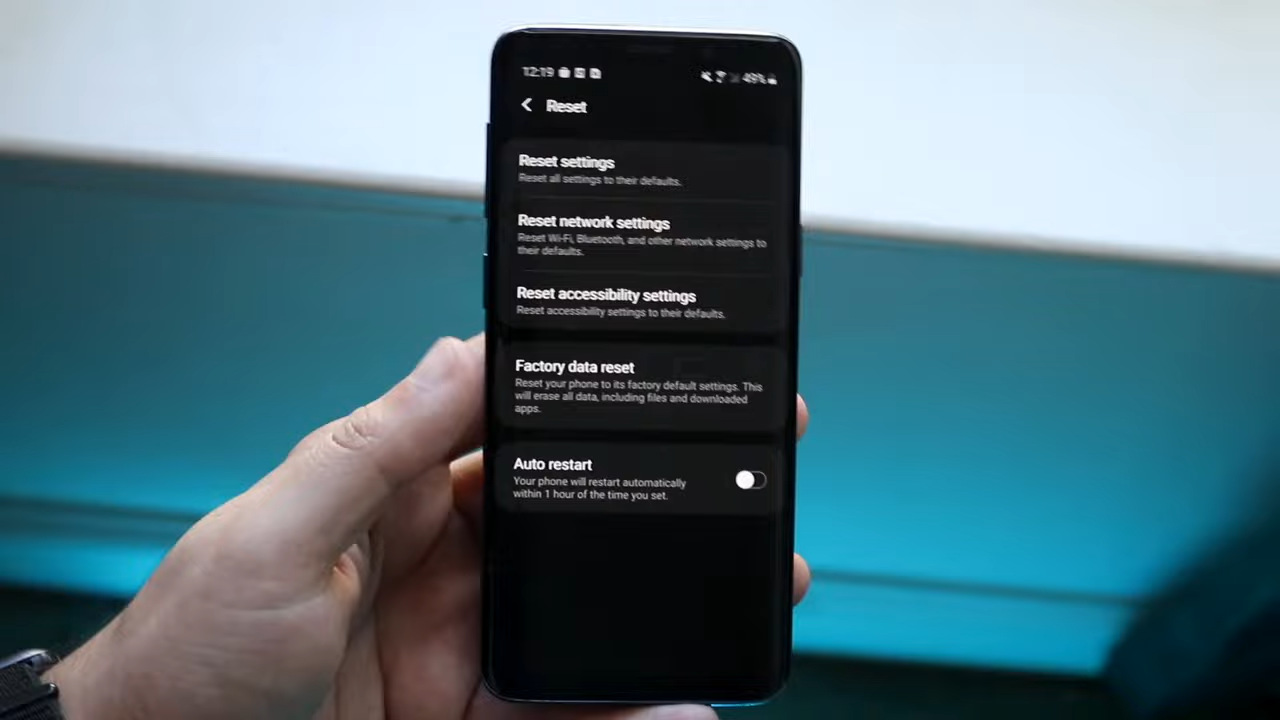 12:19
49%
Reset
Reset settings
Reset all settings to their defaults.
Reset network settings
Reset Wi-Fi, Bluetooth, and other network settings to
their defaults.
Reset accessibility settings
Reset accessibility settings to their defaults.
Factory data reset
Reset your phone to its factory default settings. This
will erase all data, including files and downloaded
apps.
Auto restart
Your phone will restart automatically
within 1 hour of the time you set.